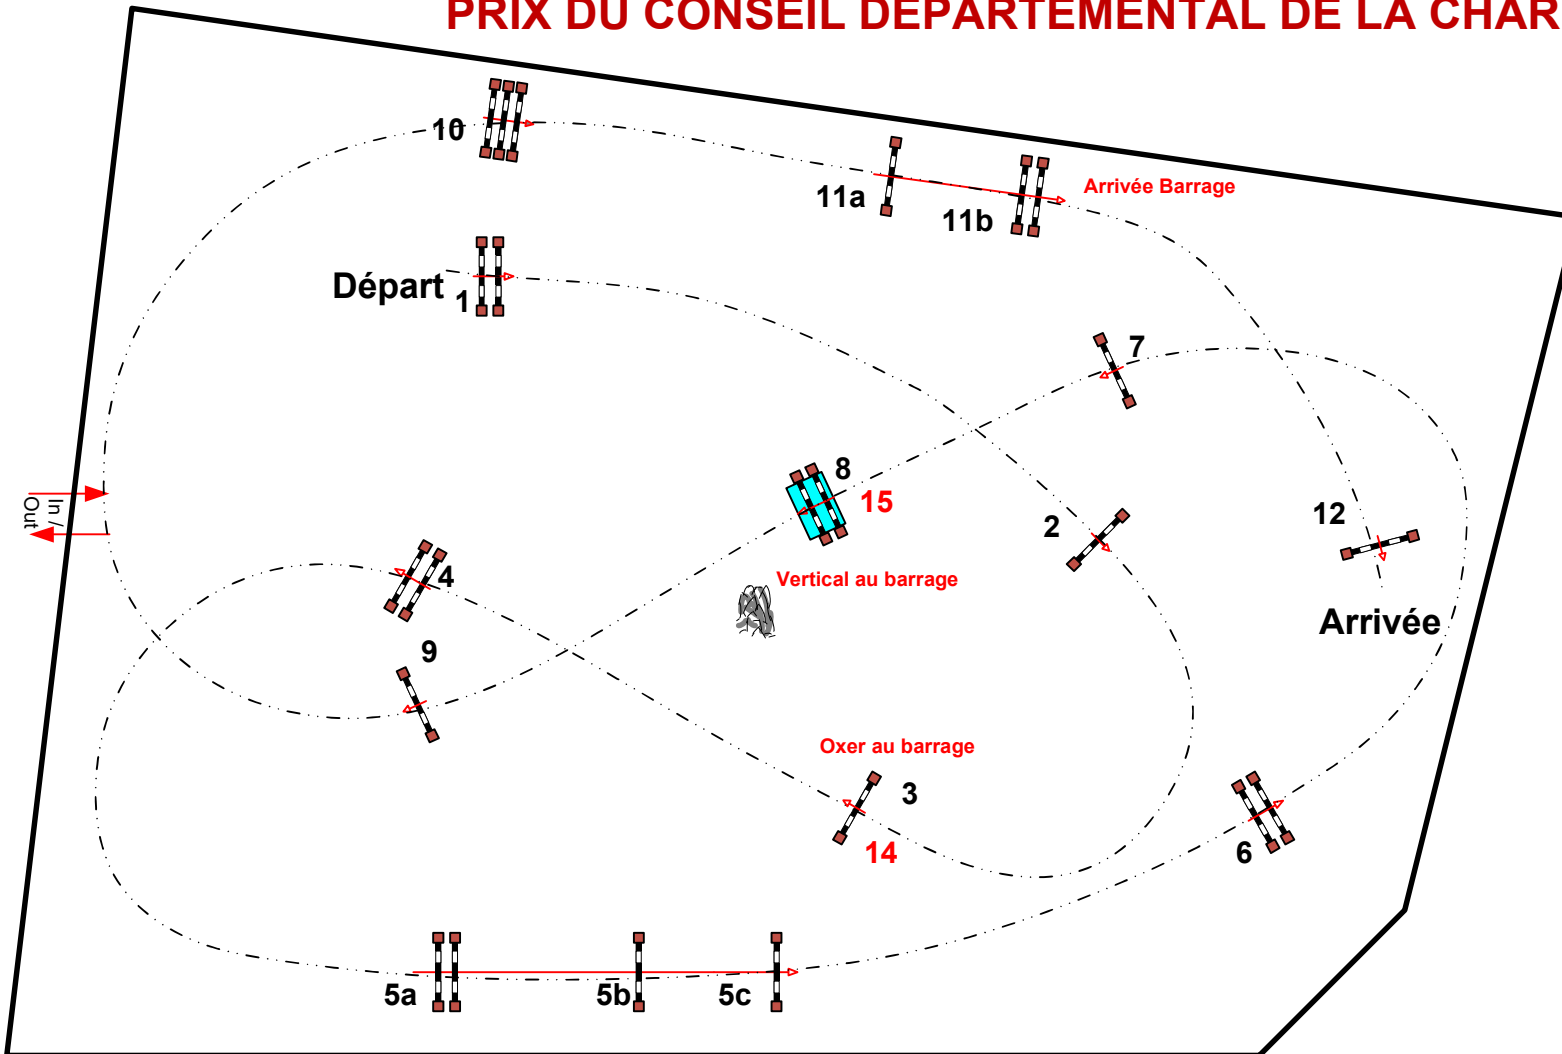 PRIX DU CONSEIL DEPARTEMENTAL DE LA CHAR
10
11a
11b
Arrivée Barrage
Départ
1
7
8
15
In /
Out
2
12
4
Vertical au barrage
Arrivée
9
Oxer au barrage
3
14
6
5a
5b
5c